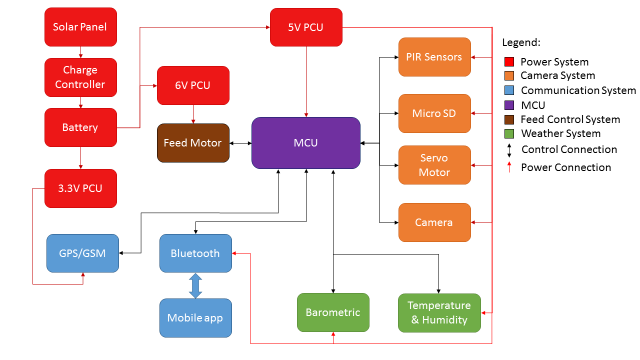 Solar Panel
5V PCU
Charge
Controller
6V PCU
PIR Sensors
Battery
Micro SD
Feed Motor
MCU
Servo
Motor
3.3V PCU
Camera
GPS/GSM
Bluetooth
Mobile app
Barometric
Temperature
& Humidity
Legend:
Power System
Camera System
Communication System
MCU
Feed Control System
Weather System
Control Connection
Power Connection